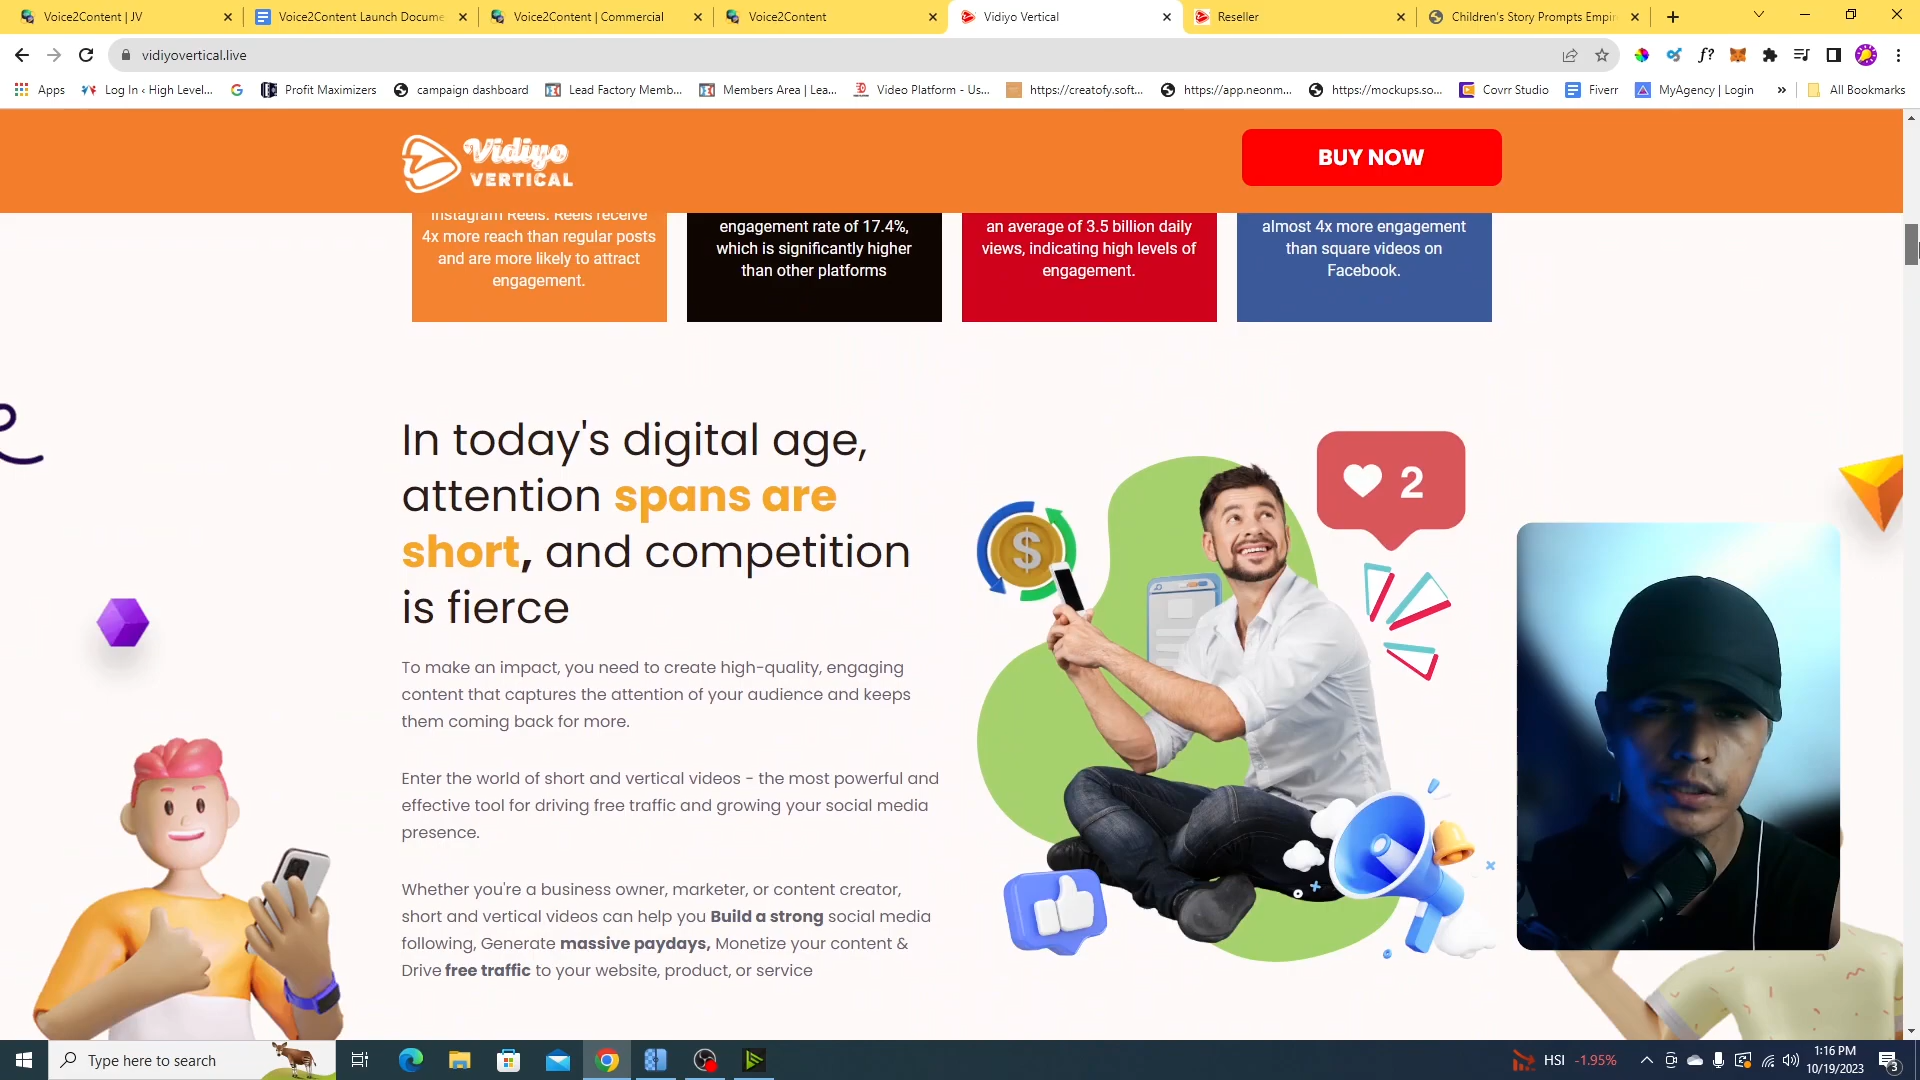 Voice2Content | JV
Voice2Content Launch Docume
Voice2Content | Commercial
Voice2Content
Vidiyo Vertical
Reseller
Children's Story Prompts Empir
vidiyovertical.live
f?
Apps
Log In ‹ High Level...
Profit Maximizers
campaign dashboard
Lead Factory Memb...
Members Area | Lea...
Video Platform - Us...
https://creatofy.soft...
https://app.neonm...
https://mockups.so...
Covrr Studio
Fiverr
MyAgency | Login
»
All Bookmarks
Vidiyo
VERTICAL
BUY NOW
Instagram Reels. Reels receive
4x more reach than regular posts
and are more likely to attract
engagement.
engagement rate of 17.4%,
which is significantly higher
than other platforms
an average of 3.5 billion daily
views, indicating high levels of
engagement.
almost 4x more engagement
than square videos on
Facebook.
In today's digital age,
attention spans are
short, and competition
is fierce
To make an impact, you need to create high-quality, engaging
content that captures the attention of your audience and keeps
them coming back for more.
Enter the world of short and vertical videos - the most powerful and
effective tool for driving free traffic and growing your social media
presence.
Whether you're a business owner, marketer, or content creator,
short and vertical videos can help you Build a strong social media
following, Generate massive paydays, Monetize your content &
Drive free traffic to your website, product, or service
$
2
Type here to search
HSI -1.95%
1:16 PM
10/19/2023
3